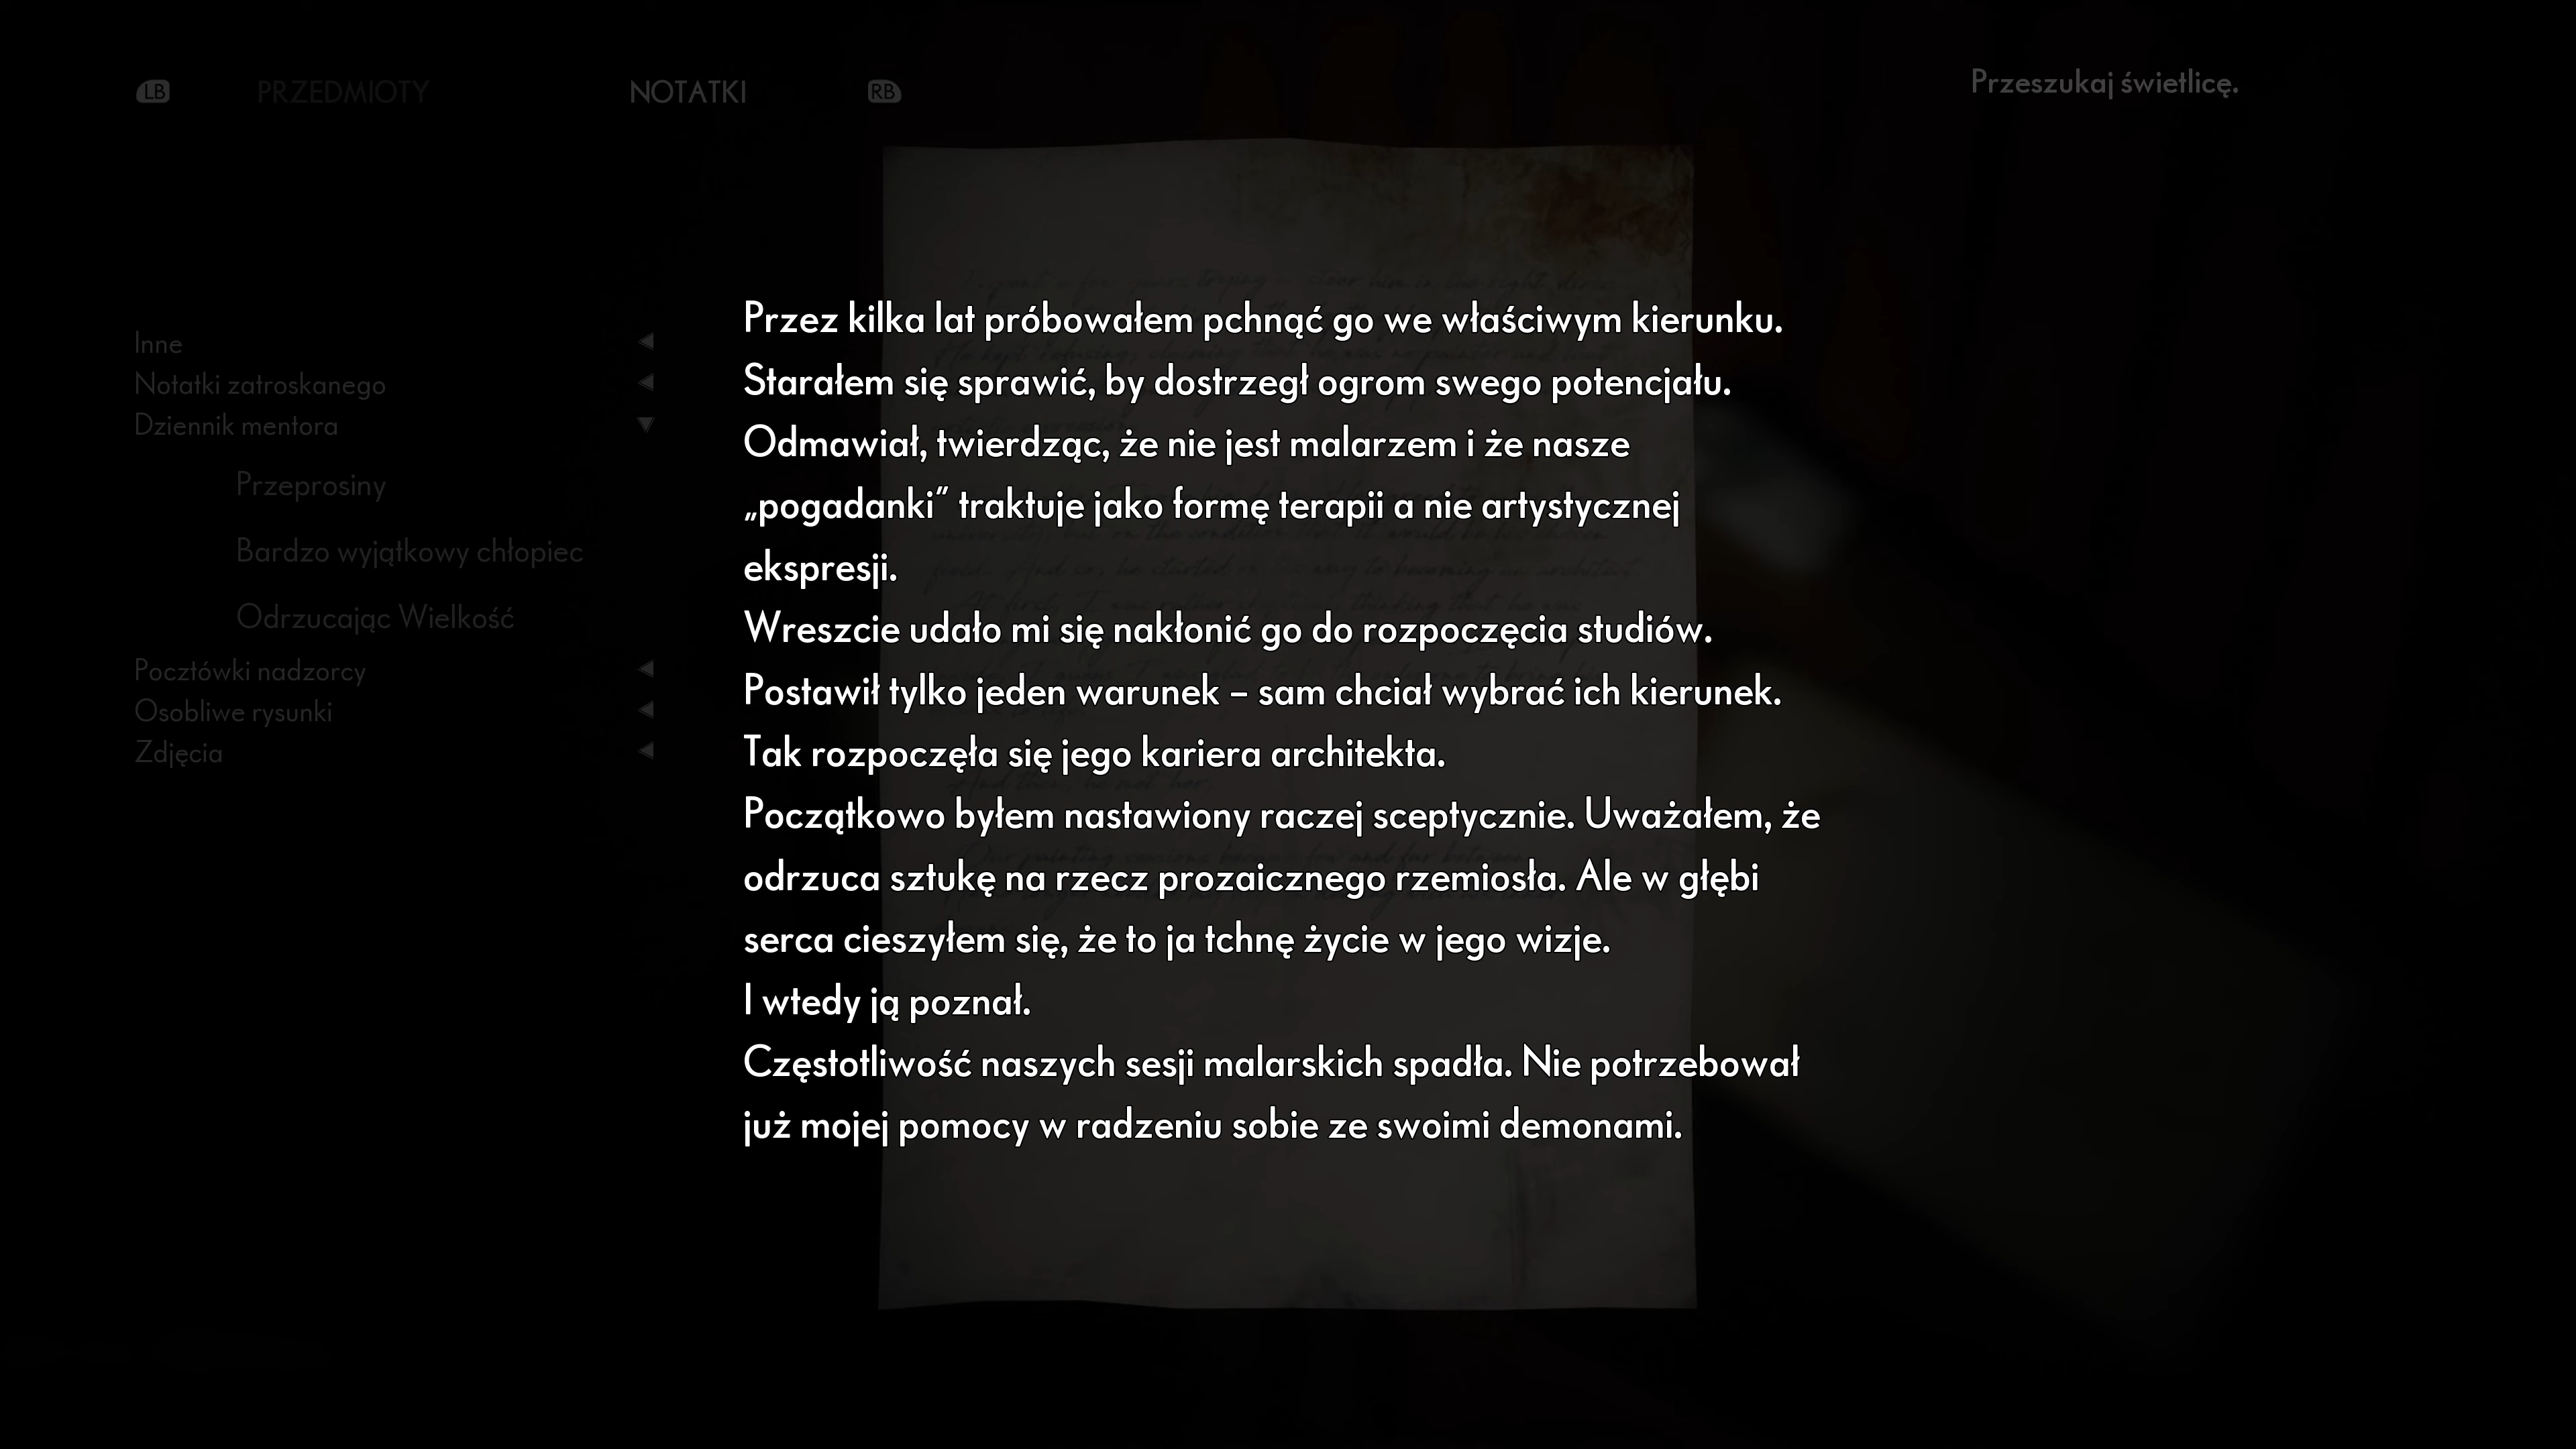 LB PRZEDMIOTY NOTATKI RB
Przeszukaj świetlicę.
Inne
Notatki zatroskanego
Dziennik mentora
Przeprosiny
Bardzo wyjątkowy chłopiec
Odrzucając Wielkość
Pocztówki nadzorcy
Osobliwe rysunki
Zdjęcia
Przez kilka lat próbowałem pchnąć go we właściwym kierunku.
Starałem się sprawić, by dostrzegł ogrom swego potencjału.
Odmawiał, twierdząc, że nie jest malarzem i że nasze
„pogadanki” traktuje jako formę terapii a nie artystycznej
ekspresji.
Wreszcie udało mi się nakłonić go do rozpoczęcia studiów.
Postawił tylko jeden warunek – sam chciał wybrać ich kierunek.
Tak rozpoczęła się jego kariera architekta.
Początkowo byłem nastawiony raczej sceptycznie. Uważałem, że
odrzuca sztukę na rzecz prozaicznego rzemiosła. Ale w głębi
serca cieszyłem się, że to ja tchnę życie w jego wizje.
I wtedy ją poznał.
Częstotliwość naszych sesji malarskich spadła. Nie potrzebował
już mojej pomocy w radzeniu sobie ze swoimi demonami.